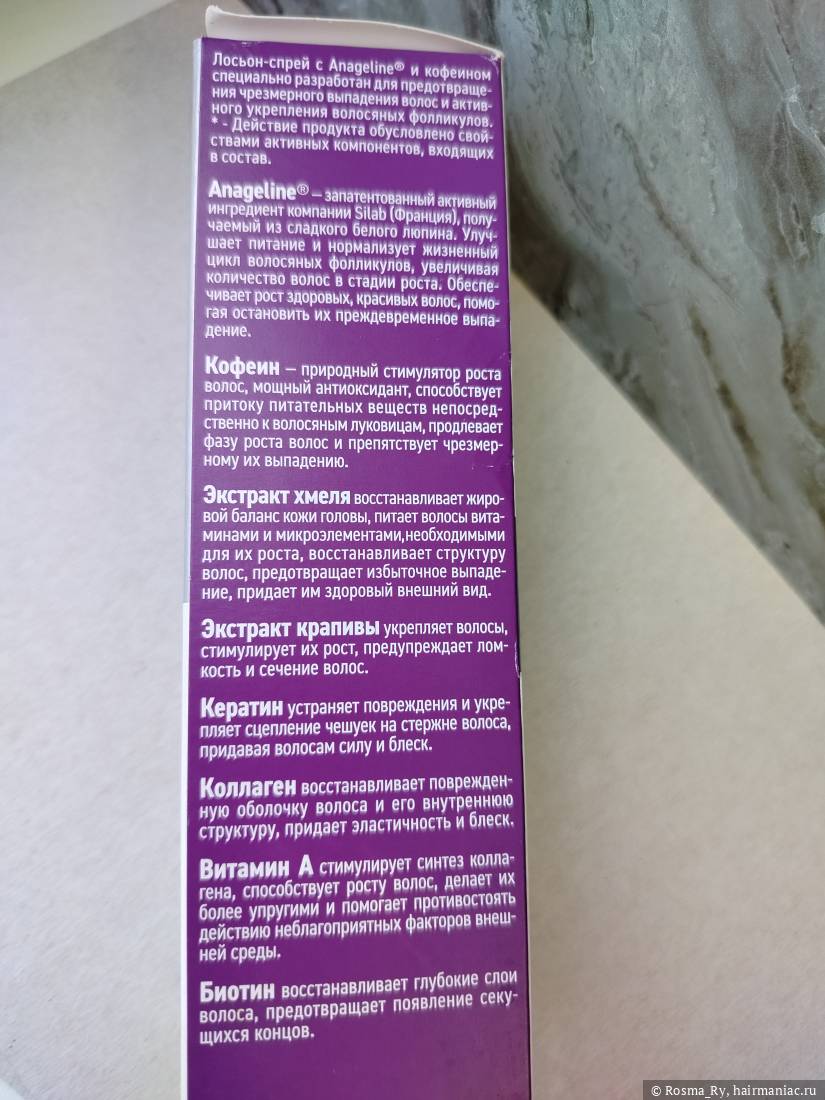 Лосьон-спрей с Anageline® и кофеином
специально разработан для предотвраще-
ния чрезмерного выпадения волос и актив-
ного укрепления волосяных фолликулов.
* - Действие продукта обусловлено свой-
ствами активных компонентов, входящих
в состав.
Anageline® – запатентованный активный
ингредиент компании Silab (Франция), полу-
чаемый из сладкого белого люпина. Улуч-
шает питание и нормализует жизненный
цикл волосяных фолликулов, увеличивая
количество волос в стадии роста. Обеспе-
чивает рост здоровых, красивых волос, помо-
гая остановить их преждевременное выпа-
дение.
Кофеин – природный стимулятор роста
волос, мощный антиоксидант, способствует
притоку питательных веществ непосред-
ственно к волосяным луковицам, продлевает
фазу роста волос и препятствует чрезмер-
ному их выпадению.
Экстракт хмеля восстанавливает жиро-
вой баланс кожи головы, питает волосы вита-
минами и микроэлементами,необходимыми
для их роста, восстанавливает структуру
волос, предотвращает избыточное выпаде-
ние, придает им здоровый внешний вид.
Экстракт крапивы укрепляет волосы,
стимулирует их рост, предупреждает лом-
кость и сечение волос.
Кератин устраняет повреждения и укре-
пляет сцепление чешуек на стержне волоса,
придавая волосам силу и блеск.
Коллаген восстанавливает поврежден-
ную оболочку волоса и его внутреннюю
структуру, придает эластичность и блеск.
Витамин А стимулирует синтез колла-
гена, способствует росту волос, делает их
более упругими и помогает противостоять
действию неблагоприятных факторов внеш-
ней среды.
Биотин восстанавливает глубокие слои
волоса, предотвращает появление секу-
щихся концов.
© Rosma_Ry, hairmaniac.ru